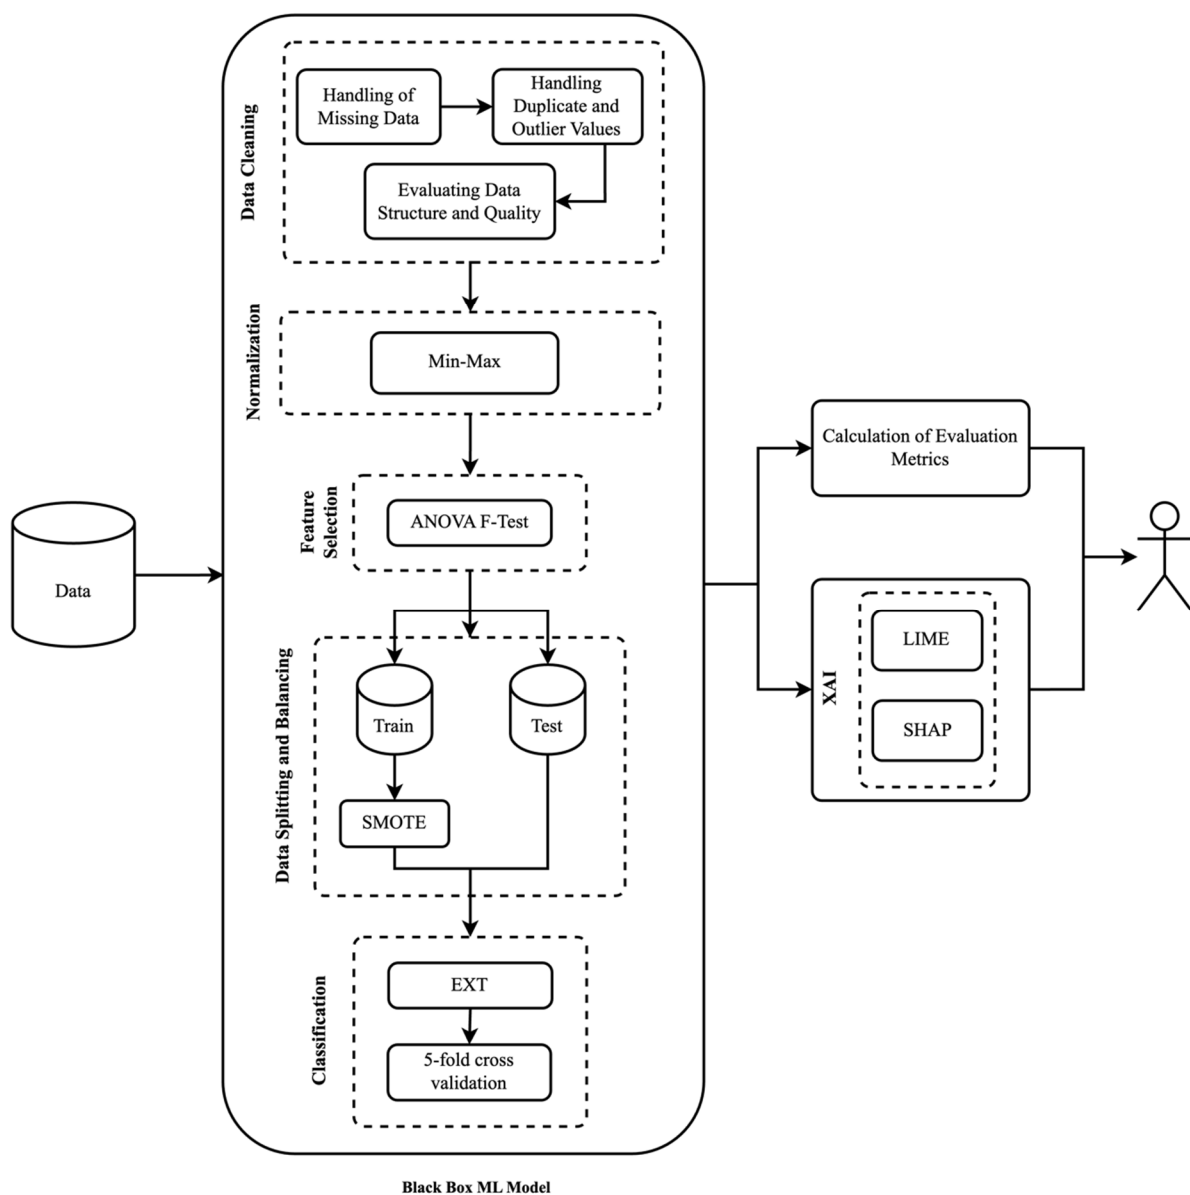 Data Cleaning
Handling of
Missing Data
Handling
Duplicate and
Outlier Values
Evaluating Data
Structure and Quality
Normalization
Min-Max
Feature
Selection
ANOVA F-Test
Data
Data Splitting and Balancing
Train
Test
SMOTE
Classification
EXT
5-fold cross
validation
Black Box ML Model
Calculation of Evaluation
Metrics
XAI
LIME
SHAP